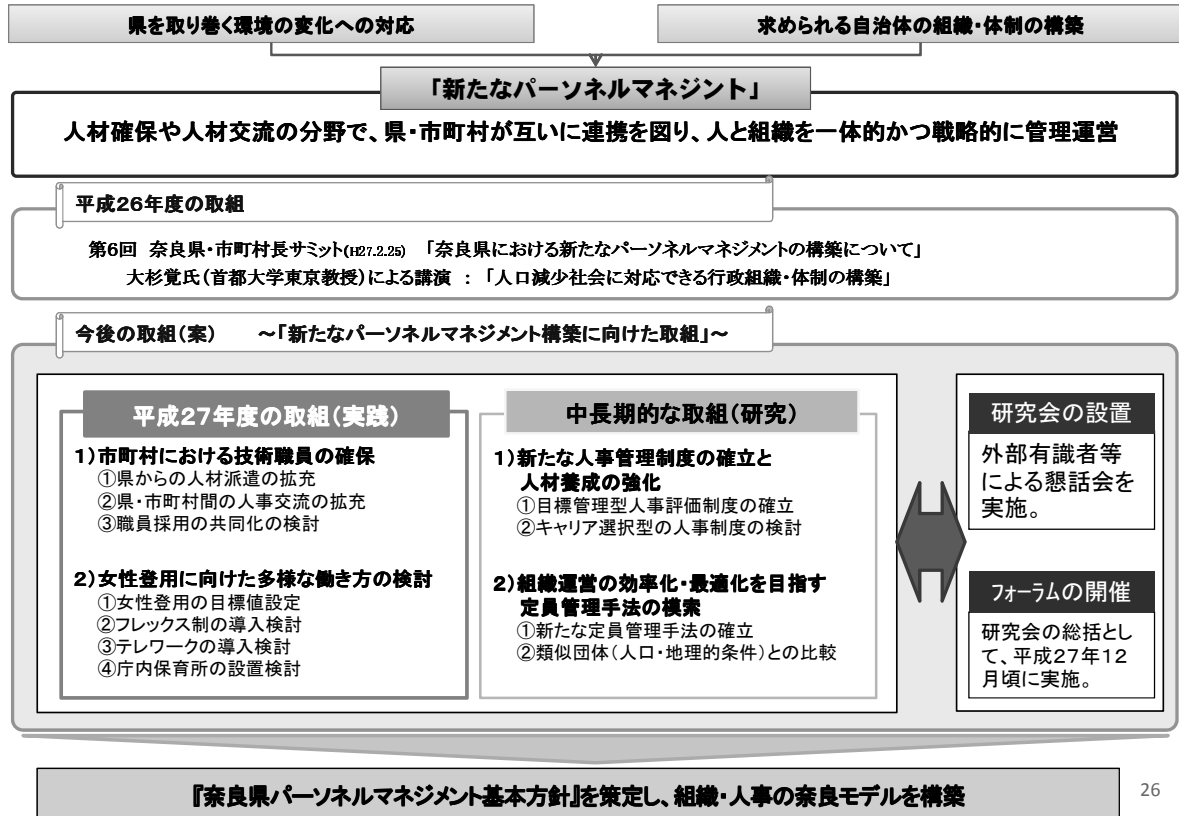 県を取り巻く環境の変化への対応
求められる自治体の組織・体制の構築
「新たなパーソネルマネジント」
人材確保や人材交流の分野で、県・市町村が互いに連携を図り、人と組織を一体的かつ戦略的に管理運営
平成26年度の取組
第6回 奈良県・市町村長サミット(H27.2.25) 「奈良県における新たなパーソネルマネジメントの構築について」
大杉覚氏(首都大学東京教授)による講演 : 「人口減少社会に対応できる行政組織・体制の構築」
今後の取組(案) ～「新たなパーソネルマネジメント構築に向けた取組」～
平成27年度の取組(実践)
1)市町村における技術職員の確保
①県からの人材派遣の拡充
②県・市町村間の人事交流の拡充
③職員採用の共同化の検討
2)女性登用に向けた多様な働き方の検討
①女性登用の目標値設定
②フレックス制の導入検討
③テレワークの導入検討
④庁内保育所の設置検討
中長期的な取組(研究)
1)新たな人事管理制度の確立と
人材養成の強化
①目標管理型人事評価制度の確立
②キャリア選択型の人事制度の検討
2)組織運営の効率化・最適化を目指す
定員管理手法の模索
①新たな定員管理手法の確立
②類似団体(人口・地理的条件)との比較
研究会の設置
外部有識者等
による懇話会を
実施。
フォーラムの開催
研究会の総括とし
て、平成27年12
月頃に実施。
『奈良県パーソネルマネジメント基本方針』を策定し、組織・人事の奈良モデルを構築
26